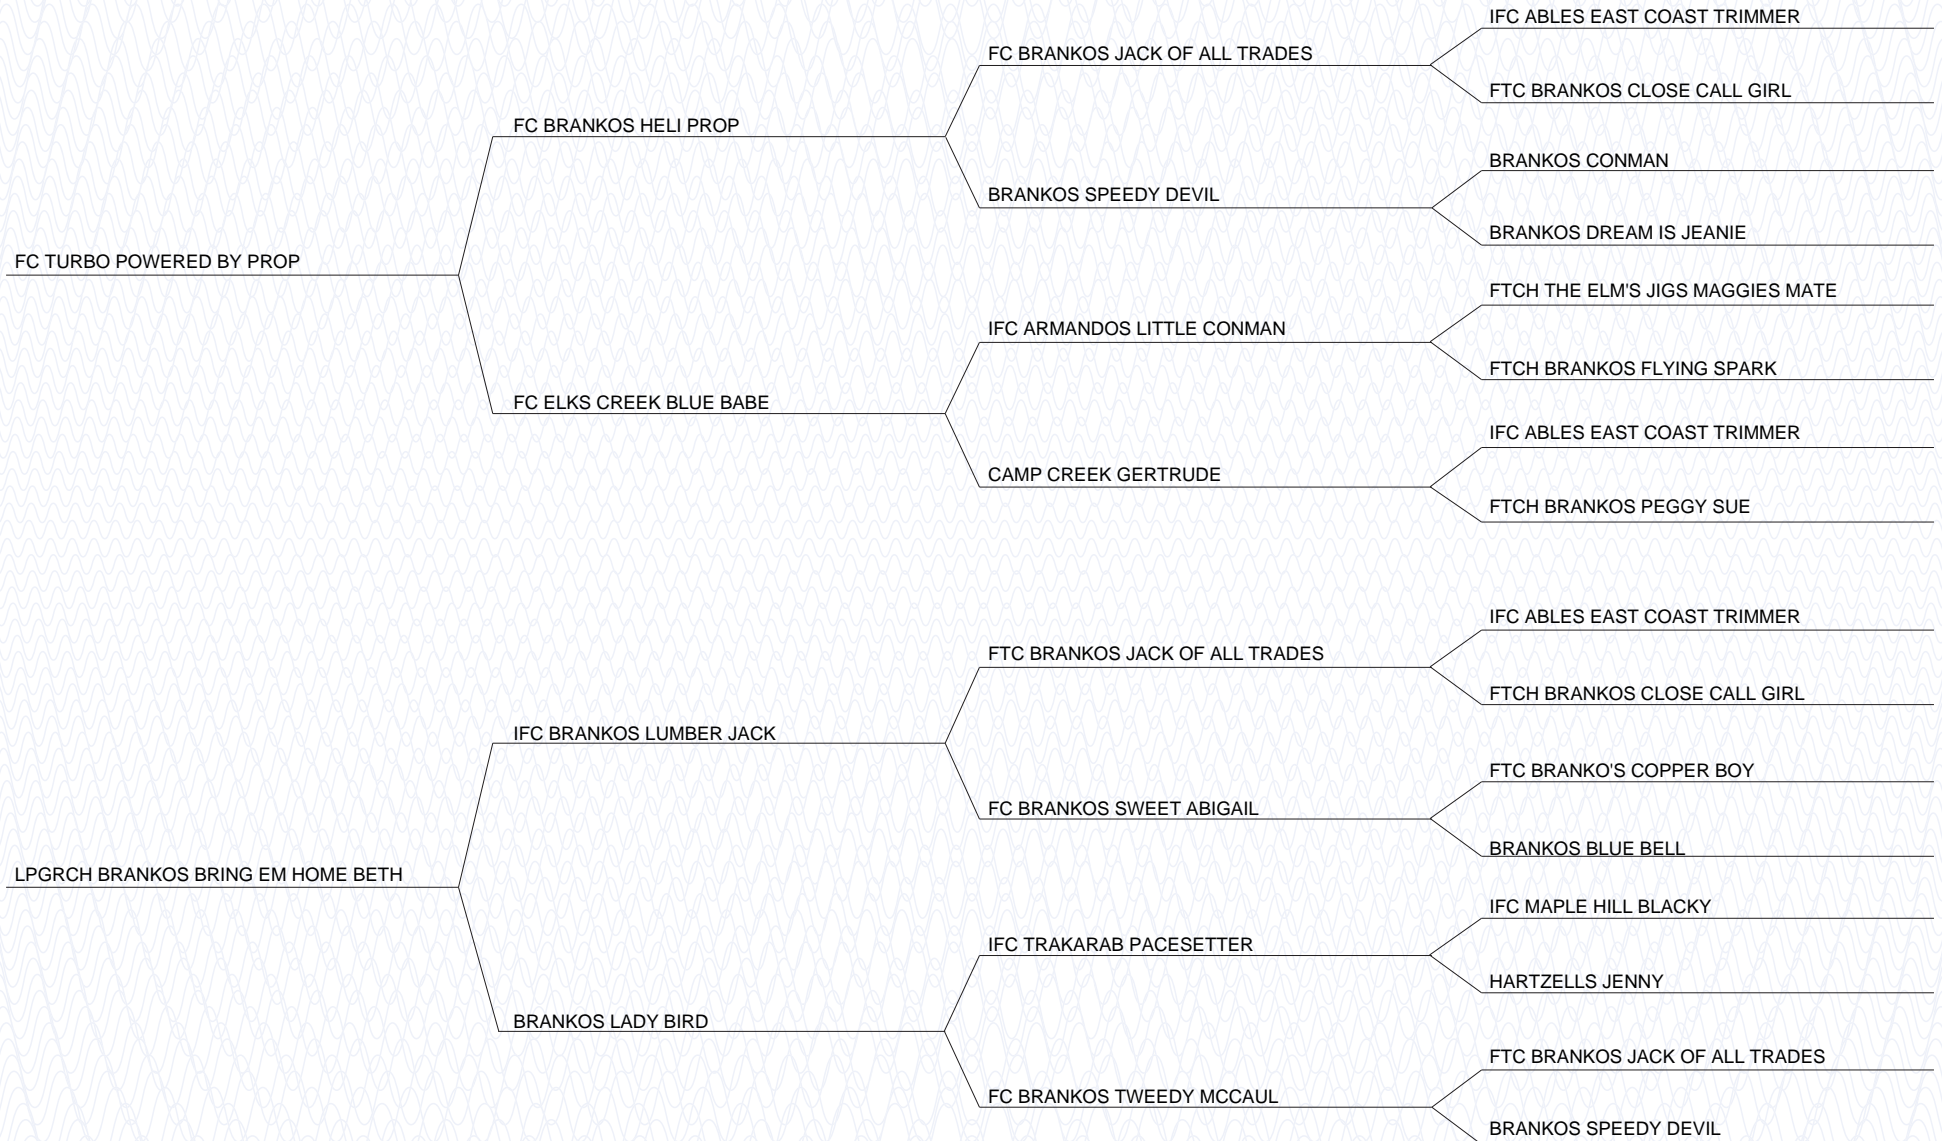 IFC ABLES EAST COAST TRIMMER
FC BRANKOS JACK OF ALL TRADES
FTC BRANKOS CLOSE CALL GIRL
FC BRANKOS HELI PROP
BRANKOS CONMAN
BRANKOS SPEEDY DEVIL
BRANKOS DREAM IS JEANIE
FC TURBO POWERED BY PROP
FTCH THE ELM'S JIGS MAGGIES MATE
IFC ARMANDOS LITTLE CONMAN
FTCH BRANKOS FLYING SPARK
FC ELKS CREEK BLUE BABE
IFC ABLES EAST COAST TRIMMER
CAMP CREEK GERTRUDE
FTCH BRANKOS PEGGY SUE
IFC ABLES EAST COAST TRIMMER
FTC BRANKOS JACK OF ALL TRADES
FTCH BRANKOS CLOSE CALL GIRL
IFC BRANKOS LUMBER JACK
FTC BRANKO'S COPPER BOY
FC BRANKOS SWEET ABIGAIL
BRANKOS BLUE BELL
LPGRCH BRANKOS BRING EM HOME BETH
IFC MAPLE HILL BLACKY
IFC TRAKARAB PACESETTER
HARTZELLS JENNY
BRANKOS LADY BIRD
FTC BRANKOS JACK OF ALL TRADES
FC BRANKOS TWEEDY MCCAUL
BRANKOS SPEEDY DEVIL